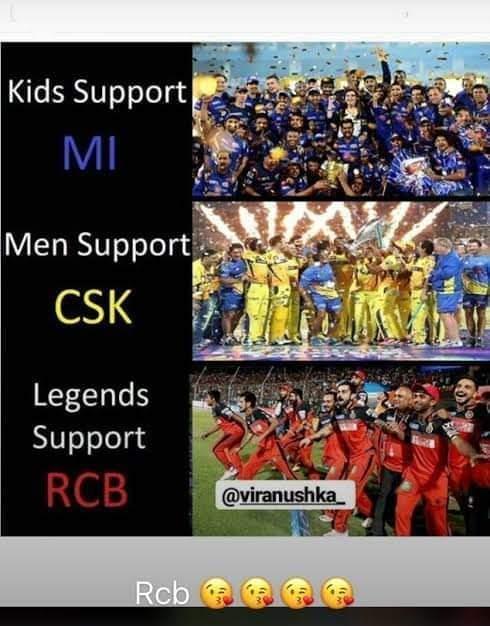 Kids Support
MI
Men Support
CSK
Legends
Support
RCB
@viranushka_
Rcb 😘😘😘😘